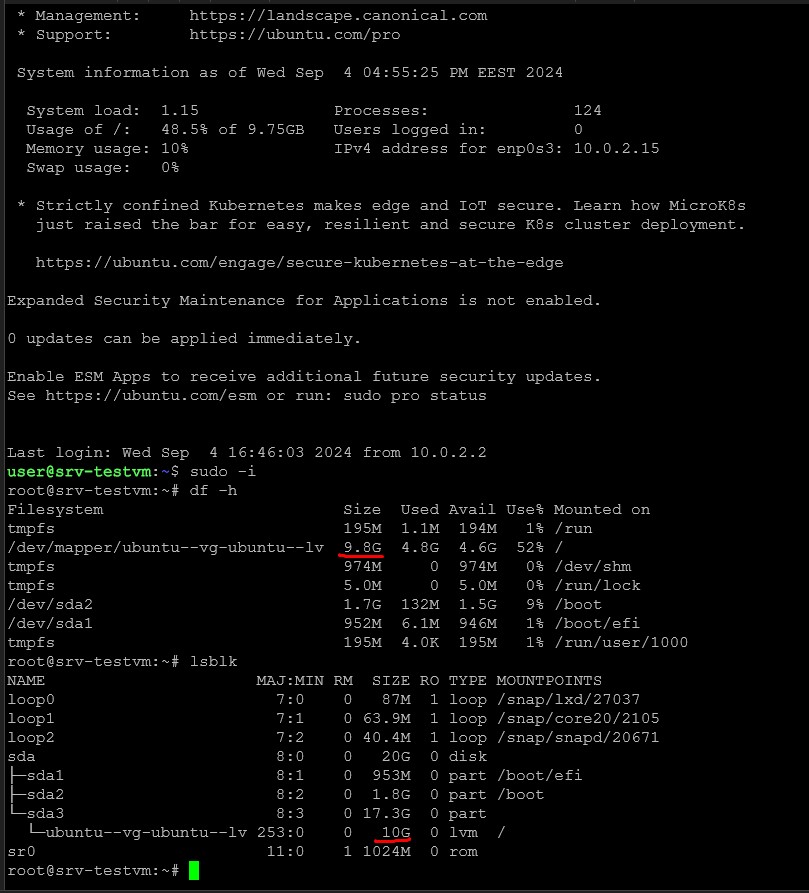 * Management:     https://landscape.canonical.com
 * Support:        https://ubuntu.com/pro

 System information as of Wed Sep  4 04:55:25 PM EEST 2024

  System load:  1.15              Processes:               124
  Usage of /:   48.5% of 9.75GB   Users logged in:         0
  Memory usage: 10%               IPv4 address for enp0s3: 10.0.2.15
  Swap usage:   0%

 * Strictly confined Kubernetes makes edge and IoT secure. Learn how MicroK8s
   just raised the bar for easy, resilient and secure K8s cluster deployment.

   https://ubuntu.com/engage/secure-kubernetes-at-the-edge

Expanded Security Maintenance for Applications is not enabled.

0 updates can be applied immediately.

Enable ESM Apps to receive additional future security updates.
See https://ubuntu.com/esm or run: sudo pro status


Last login: Wed Sep  4 16:46:03 2024 from 10.0.2.2
user@srv-testvm:~$ sudo -i
root@srv-testvm:~# df -h
Filesystem                         Size  Used Avail Use% Mounted on
tmpfs                              195M  1.1M  194M   1% /run
/dev/mapper/ubuntu--vg-ubuntu--lv  9.8G  4.8G  4.6G  52% /
tmpfs                              974M     0  974M   0% /dev/shm
tmpfs                              5.0M     0  5.0M   0% /run/lock
/dev/sda2                          1.7G  132M  1.5G   9% /boot
/dev/sda1                          952M  6.1M  946M   1% /boot/efi
tmpfs                              195M  4.0K  195M   1% /run/user/1000
root@srv-testvm:~# lsblk
NAME                      MAJ:MIN RM  SIZE RO TYPE MOUNTPOINTS
loop0                       7:0    0   87M  1 loop /snap/lxd/27037
loop1                       7:1    0 63.9M  1 loop /snap/core20/2105
loop2                       7:2    0 40.4M  1 loop /snap/snapd/20671
sda                         8:0    0   20G  0 disk
├─sda1                      8:1    0  953M  0 part /boot/efi
├─sda2                      8:2    0  1.8G  0 part /boot
└─sda3                      8:3    0 17.3G  0 part
  └─ubuntu--vg-ubuntu--lv 253:0    0   10G  0 lvm  /
sr0                        11:0    1 1024M  0 rom
root@srv-testvm:~#